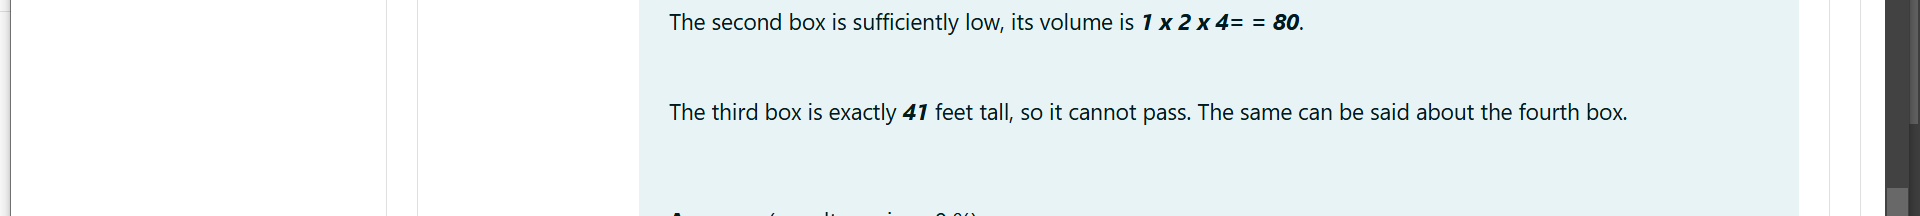 The second box is sufficiently low, its volume is 1 x 2 x 4= = 80.
The third box is exactly 41 feet tall, so it cannot pass. The same can be said about the fourth box.